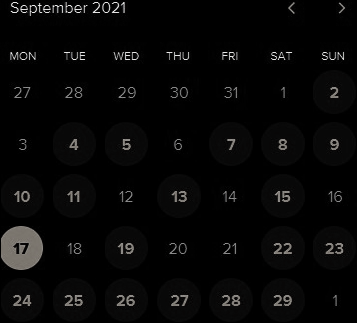 September 2021
MON TUE WED THU FRI SAT SUN
27 28 29 30 31 1 2
3 4 5 6 7 8 9
10 11 12 13 14 15 16
17 18 19 20 21 22 23
24 25 26 27 28 29 1